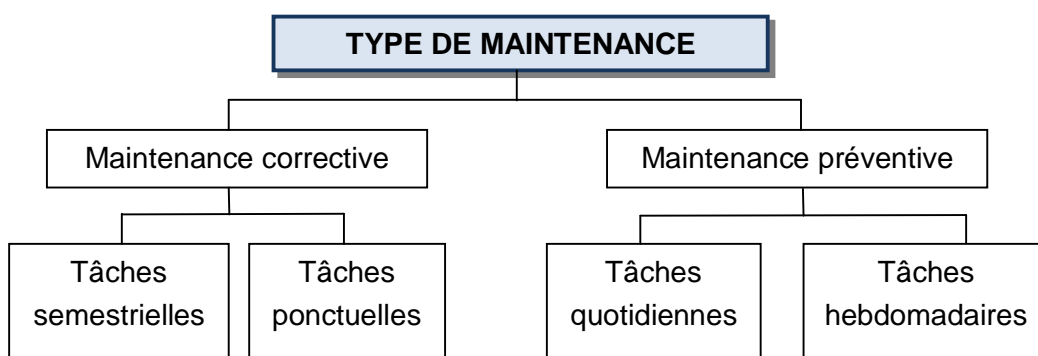 TYPE DE MAINTENANCE
Maintenance corrective
Maintenance préventive
Tâches
semestrielles
Tâches
ponctuelles
Tâches
quotidiennes
Tâches
hebdomadaires